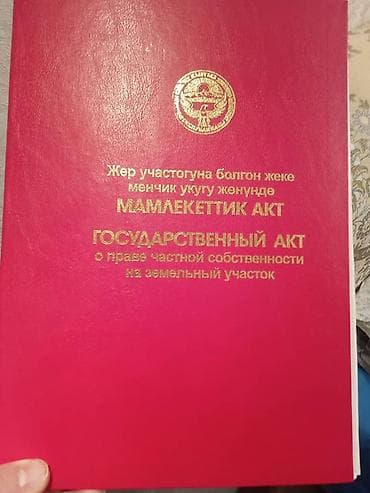 Жер участогуна болгон жеке
менчик укугу жөнүндө
МАМЛЕКЕТТИК АКТ
ГОСУДАРСТВЕННЫЙ АКТ
о праве частной собственности
на земельный участок